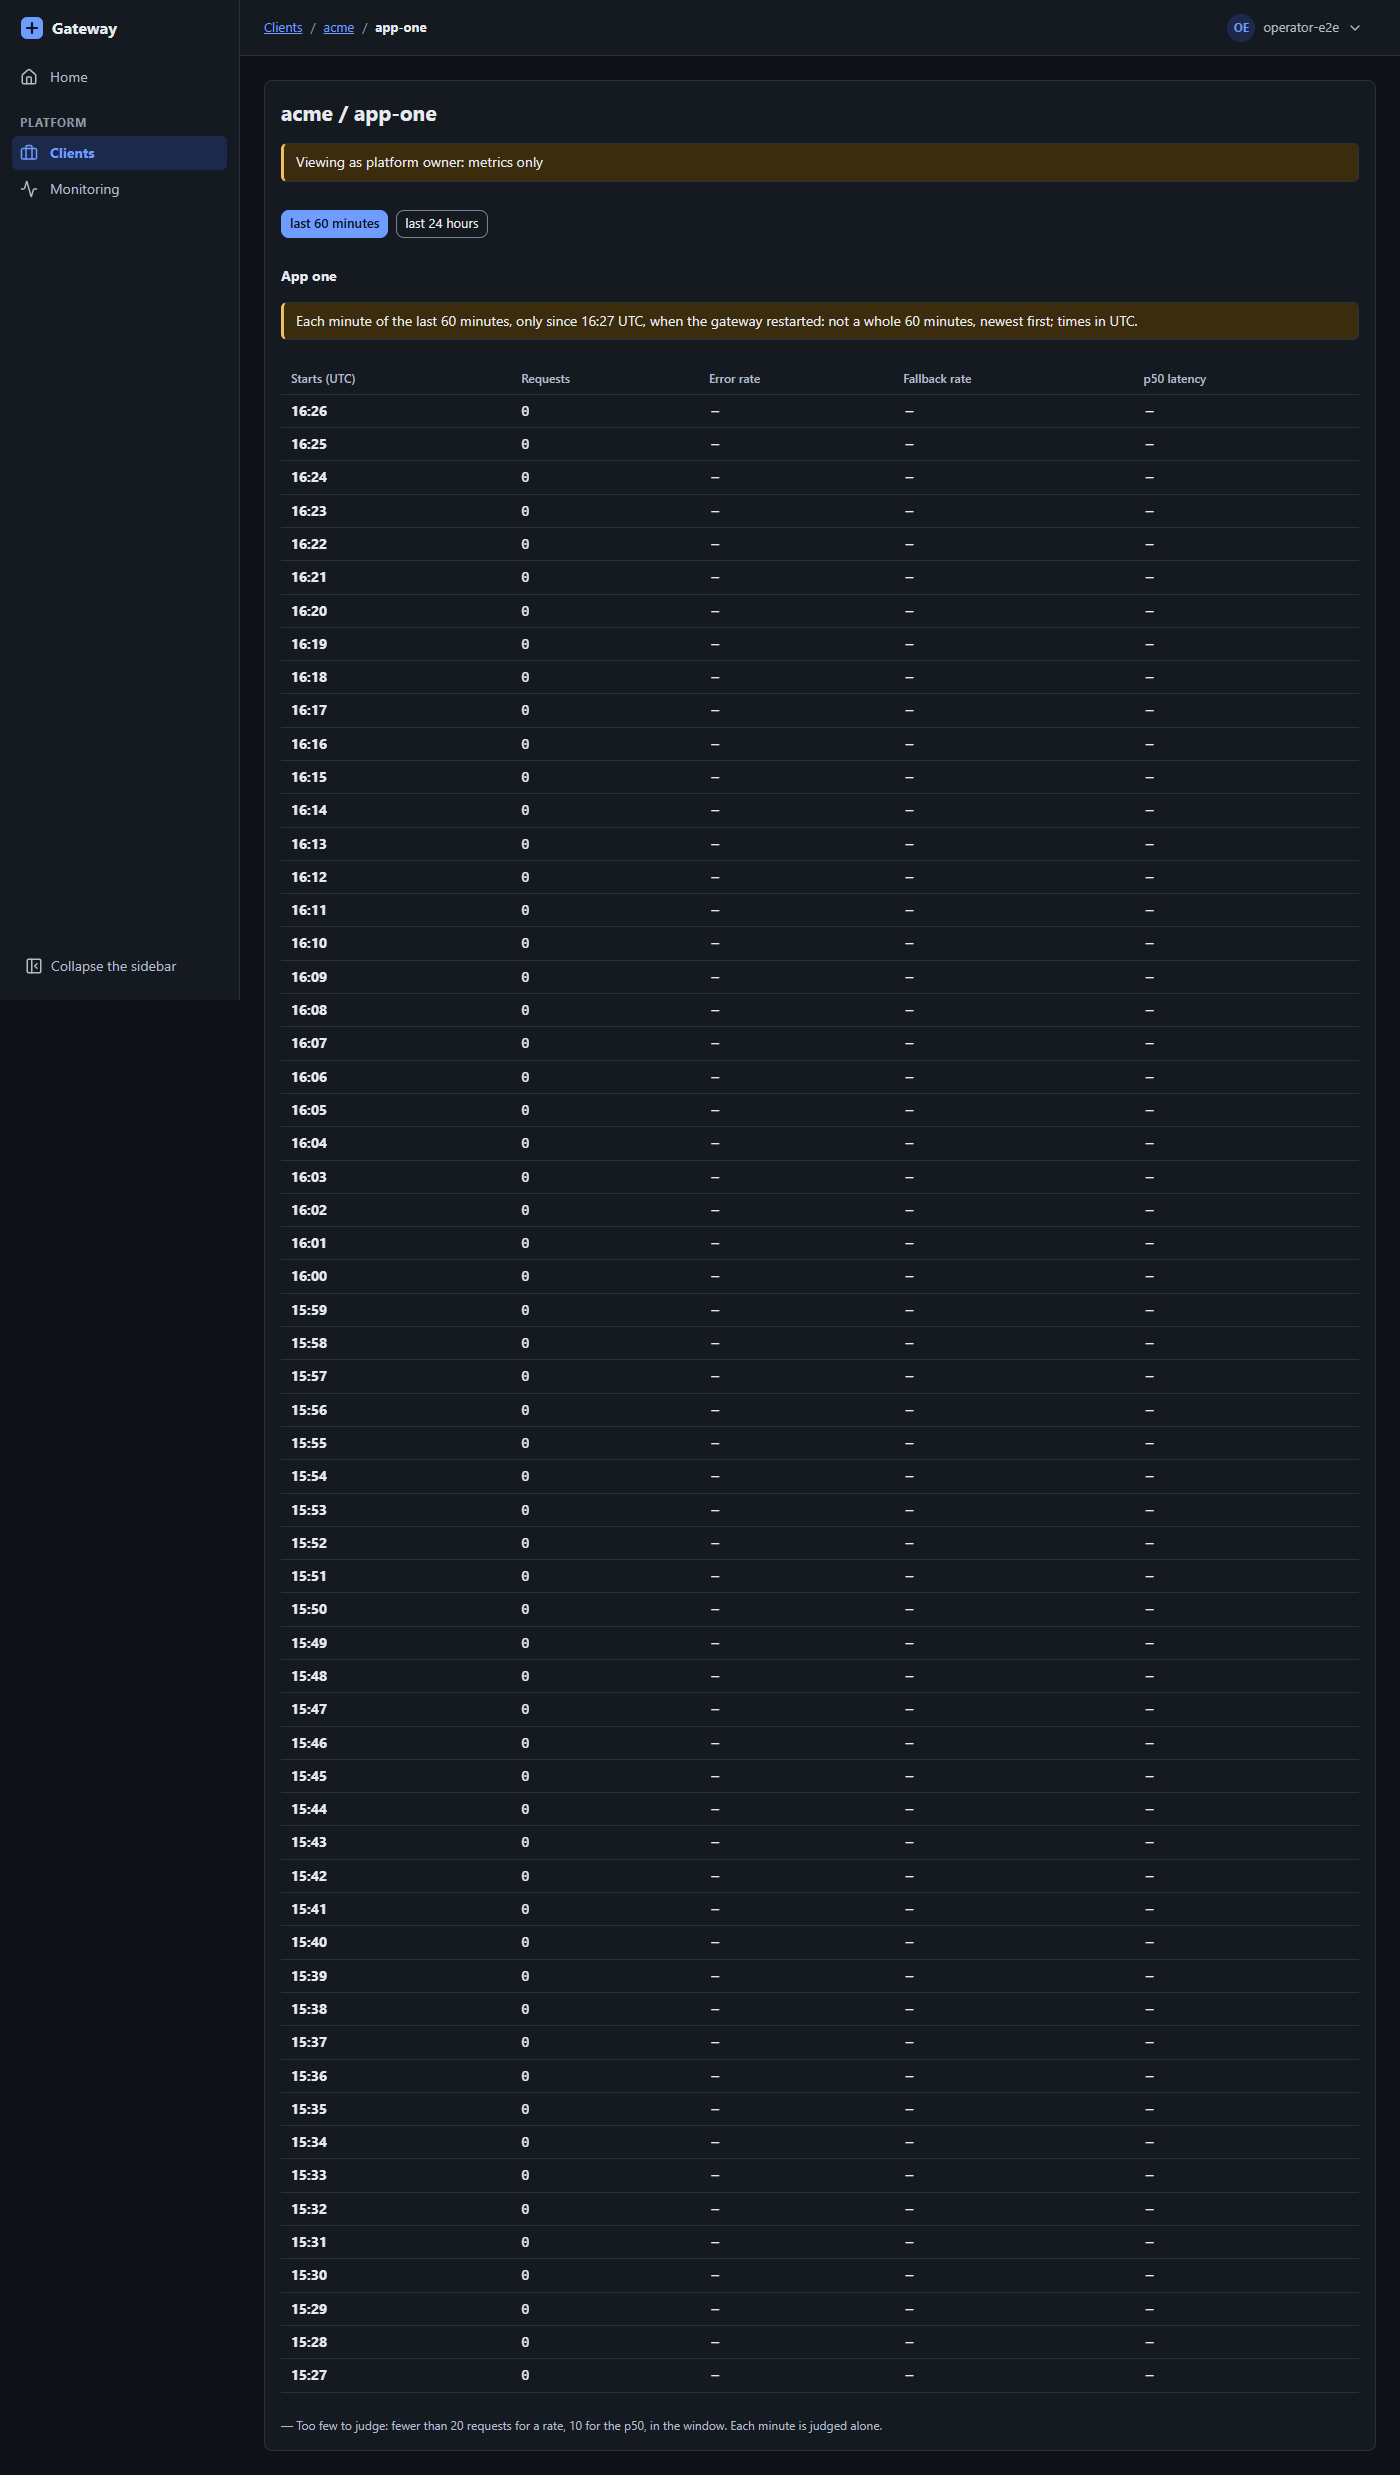 Gateway
Home
PLATFORM
Clients
Monitoring
Collapse the sidebar
Clients / acme / app-one
OE operator-e2e
acme / app-one
Viewing as platform owner: metrics only
last 60 minutes last 24 hours
App one
Each minute of the last 60 minutes, only since 16:27 UTC, when the gateway restarted: not a whole 60 minutes, newest first; times in UTC.
Starts (UTC) Requests Error rate Fallback rate p50 latency
16:26 0 — — —
16:25 0 — — —
16:24 0 — — —
16:23 0 — — —
16:22 0 — — —
16:21 0 — — —
16:20 0 — — —
16:19 0 — — —
16:18 0 — — —
16:17 0 — — —
16:16 0 — — —
16:15 0 — — —
16:14 0 — — —
16:13 0 — — —
16:12 0 — — —
16:11 0 — — —
16:10 0 — — —
16:09 0 — — —
16:08 0 — — —
16:07 0 — — —
16:06 0 — — —
16:05 0 — — —
16:04 0 — — —
16:03 0 — — —
16:02 0 — — —
16:01 0 — — —
16:00 0 — — —
15:59 0 — — —
15:58 0 — — —
15:57 0 — — —
15:56 0 — — —
15:55 0 — — —
15:54 0 — — —
15:53 0 — — —
15:52 0 — — —
15:51 0 — — —
15:50 0 — — —
15:49 0 — — —
15:48 0 — — —
15:47 0 — — —
15:46 0 — — —
15:45 0 — — —
15:44 0 — — —
15:43 0 — — —
15:42 0 — — —
15:41 0 — — —
15:40 0 — — —
15:39 0 — — —
15:38 0 — — —
15:37 0 — — —
15:36 0 — — —
15:35 0 — — —
15:34 0 — — —
15:33 0 — — —
15:32 0 — — —
15:31 0 — — —
15:30 0 — — —
15:29 0 — — —
15:28 0 — — —
15:27 0 — — —
— Too few to judge: fewer than 20 requests for a rate, 10 for the p50, in the window. Each minute is judged alone.